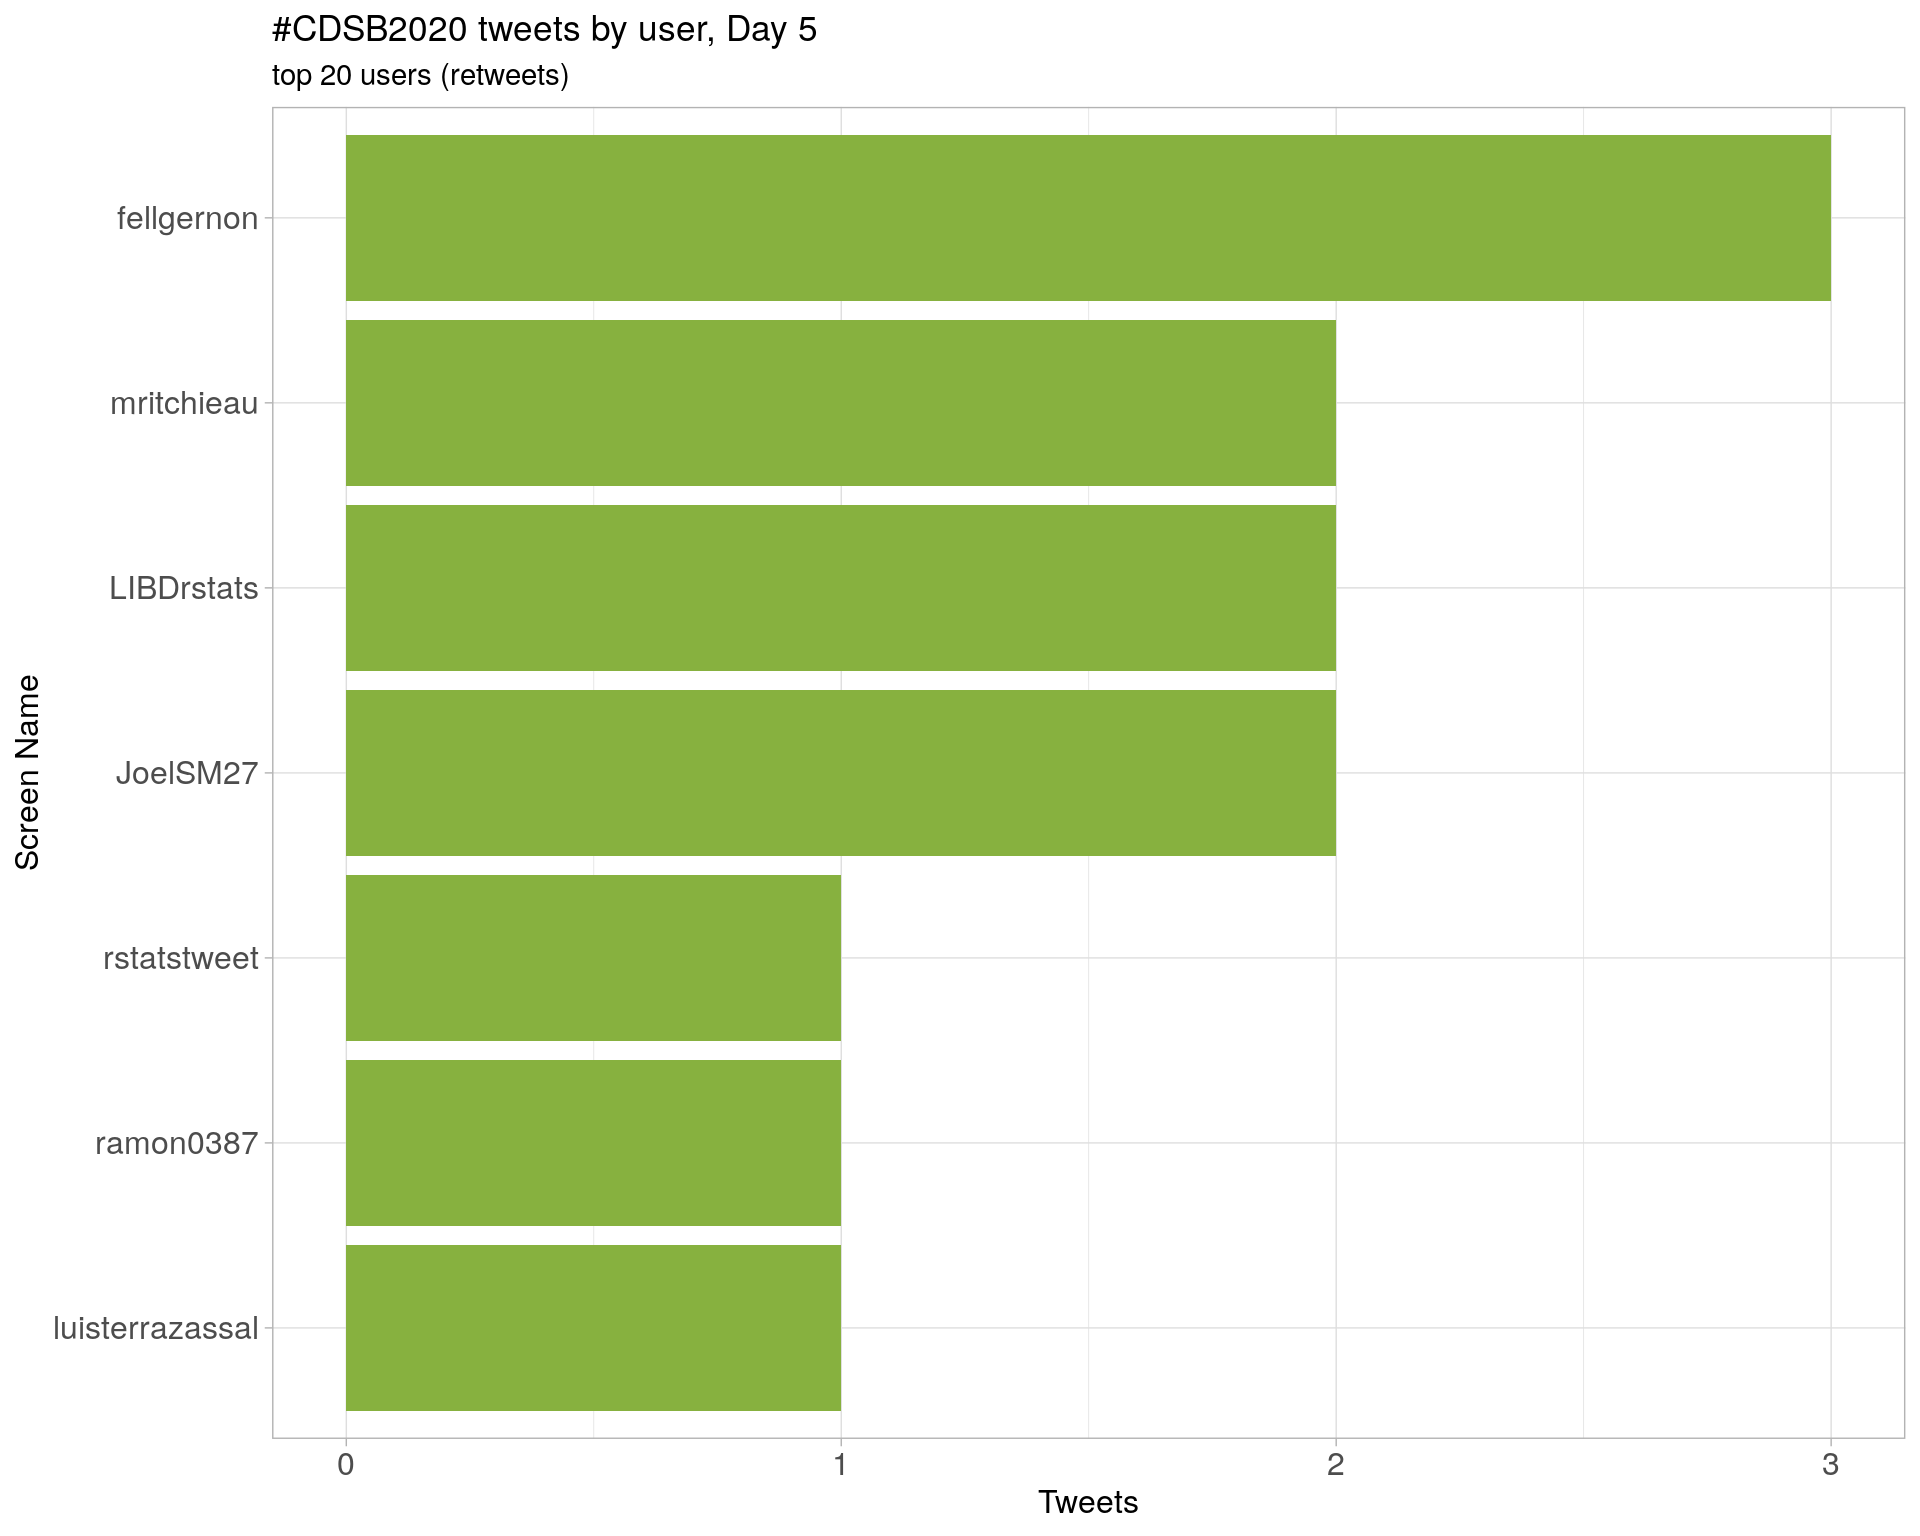 #CDSB2020 tweets by user, Day 5
top 20 users (retweets)
fellgernon
mritchieau
LIBDrstats
JoelSM27
rstatstweet
ramon0387
luisterrazassal
Screen Name
0 1 2 3
Tweets